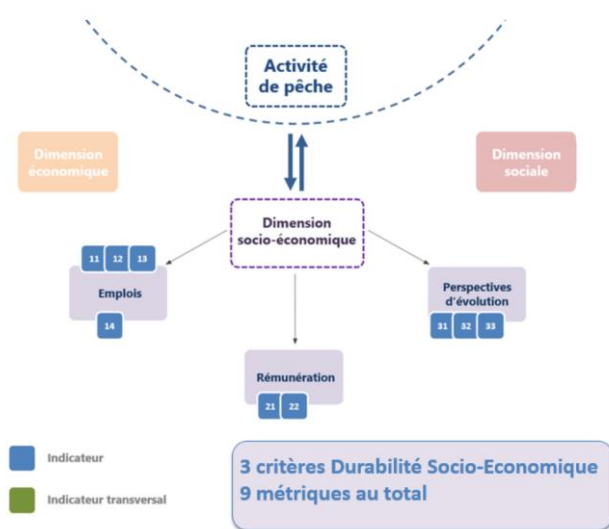 Activité
de pêche
Dimension
économique
Dimension
sociale
Dimension
socio-économique
11 12 13
Emplois
14
Perspectives
d'évolution
31 32 33
Rémunération
21 22
Indicateur
Indicateur transversal
3 critères Durabilité Socio-Economique
9 métriques au total